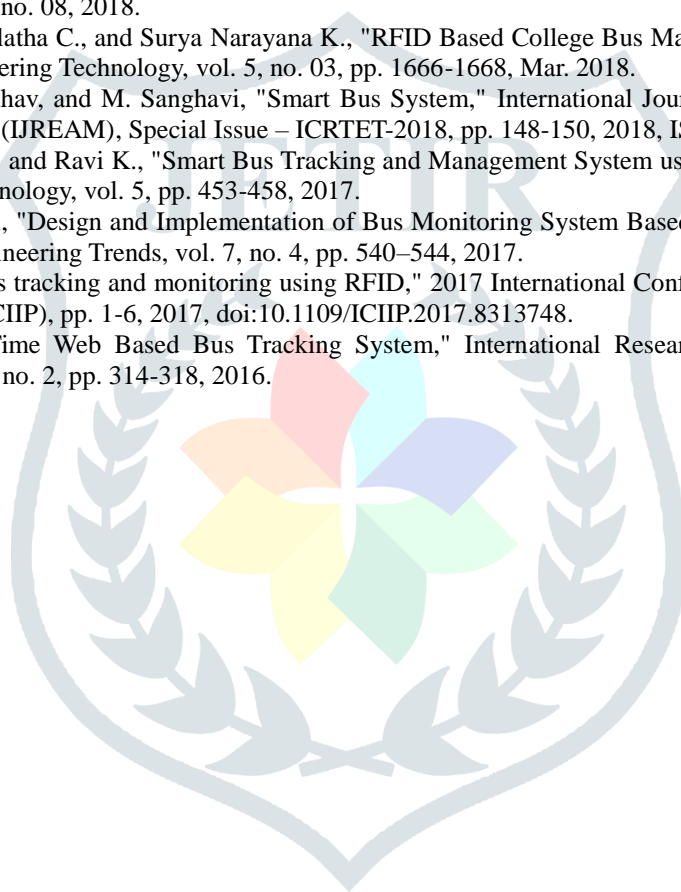 no. 08, 2018.
latha C., and Surya Narayana K., "RFID Based College Bus Ma
ering Technology, vol. 5, no. 03, pp. 1666-1668, Mar. 2018.
hav, and M. Sanghavi, "Smart Bus System," International Jour
(IJREAM), Special Issue – ICRTET-2018, pp. 148-150, 2018, IS
and Ravi K., "Smart Bus Tracking and Management System us
nology, vol. 5, pp. 453-458, 2017.
, "Design and Implementation of Bus Monitoring System Based
ineering Trends, vol. 7, no. 4, pp. 540–544, 2017.
s tracking and monitoring using RFID," 2017 International Conf
CIIP), pp. 1-6, 2017, doi:10.1109/ICIIP.2017.8313748.
Time Web Based Bus Tracking System," International Resear
no. 2, pp. 314-318, 2016.
JETIR